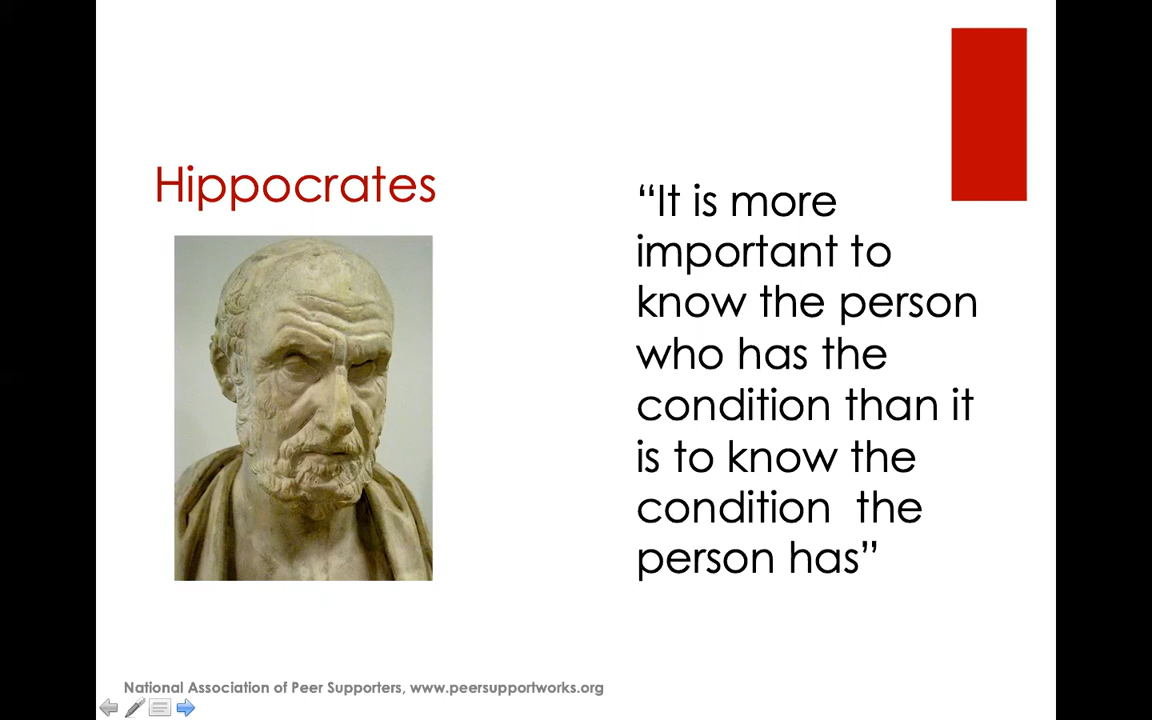 Hippocrates
“It is more
important to
know the person
who has the
condition than it
is to know the
condition  the
person has”
National Association of Peer Supporters, www.peersupportworks.org